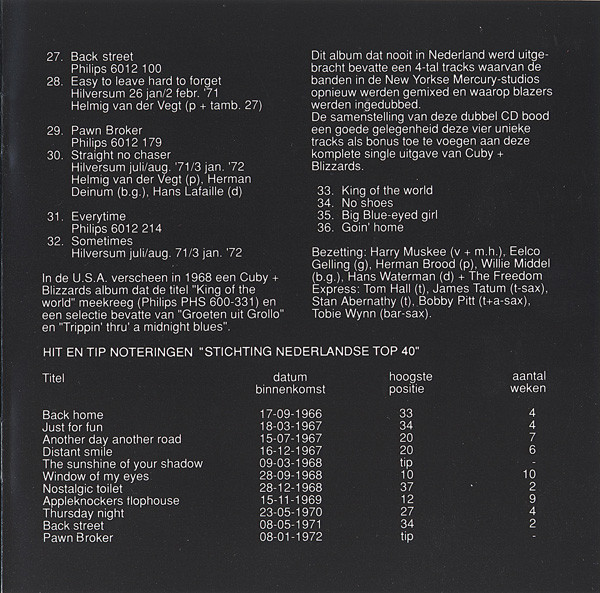 27. Back street
Philips 6012 100
28. Easy to leave hard to forget
Hilversum 26 jan/2 febr. '71
Helmig van der Vegt (p + tamb. 27)
29. Pawn Broker
Philips 6012 179
30. Straight no chaser
Hilversum juli/aug. '71/3 jan. '72
Helmig van der Vegt (p), Herman
Deinum (b.g.), Hans Lafaille (d)
31. Everytime
Philips 6012 214
32. Sometimes
Hilversum juli/aug. 71/3 jan. '72
In de U.S.A. verscheen in 1968 een Cuby +
Blizzards album dat de titel "King of the
world" meekreeg (Philips PHS 600-331) en
een selectie bevatte van "Groeten uit Grollo"
en "Trippin' thru' a midnight blues".
Dit album dat nooit in Nederland werd uitge-
bracht bevatte een 4-tal tracks waarvan de
banden in de New Yorkse Mercury-studios
opnieuw werden gemixed en waarop blazers
werden ingedubbed.
De samenstelling van deze dubbel CD bood
een goede gelegenheid deze vier unieke
tracks als bonus toe te voegen aan deze
komplete single uitgave van Cuby +
Blizzards.
33. King of the world
34. No shoes
35. Big Blue-eyed girl
36. Goin' home
Bezetting: Harry Muskee (v + m.h.), Eelco
Gelling (g), Herman Brood (p), Willie Middel
(b.g.), Hans Waterman (d) + The Freedom
Express: Tom Hall (t), James Tatum (t-sax),
Stan Abernathy (t), Bobby Pitt (t+a-sax),
Tobie Wynn (bar-sax).
HIT EN TIP NOTERINGEN "STICHTING NEDERLANDSE TOP 40"
Titel datum hoogste aantal
binnenkomst positie weken
Back home 17-09-1966 33 4
Just for fun 18-03-1967 34 4
Another day another road 15-07-1967 20 7
Distant smile 16-12-1967 20 6
The sunshine of your shadow 09-03-1968 tip -
Window of my eyes 28-09-1968 10 10
Nostalgic toilet 28-12-1968 37 2
Appleknockers flophouse 15-11-1969 12 9
Thursday night 23-05-1970 27 4
Back street 08-05-1971 34 2
Pawn Broker 08-01-1972 tip -